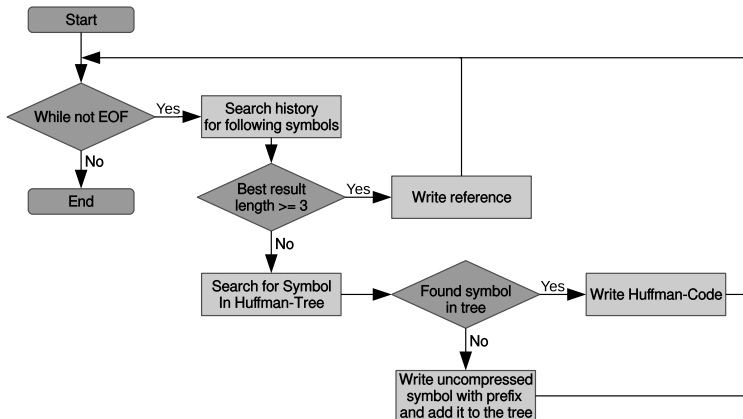 Start
While not EOF
Yes
No
End
Search history
for following symbols
Best result
length >= 3
Yes
Write reference
No
Search for Symbol
In Huffman-Tree
Found symbol
in tree
Yes
Write Huffman-Code
No
Write uncompressed
symbol with prefix
and add it to the tree